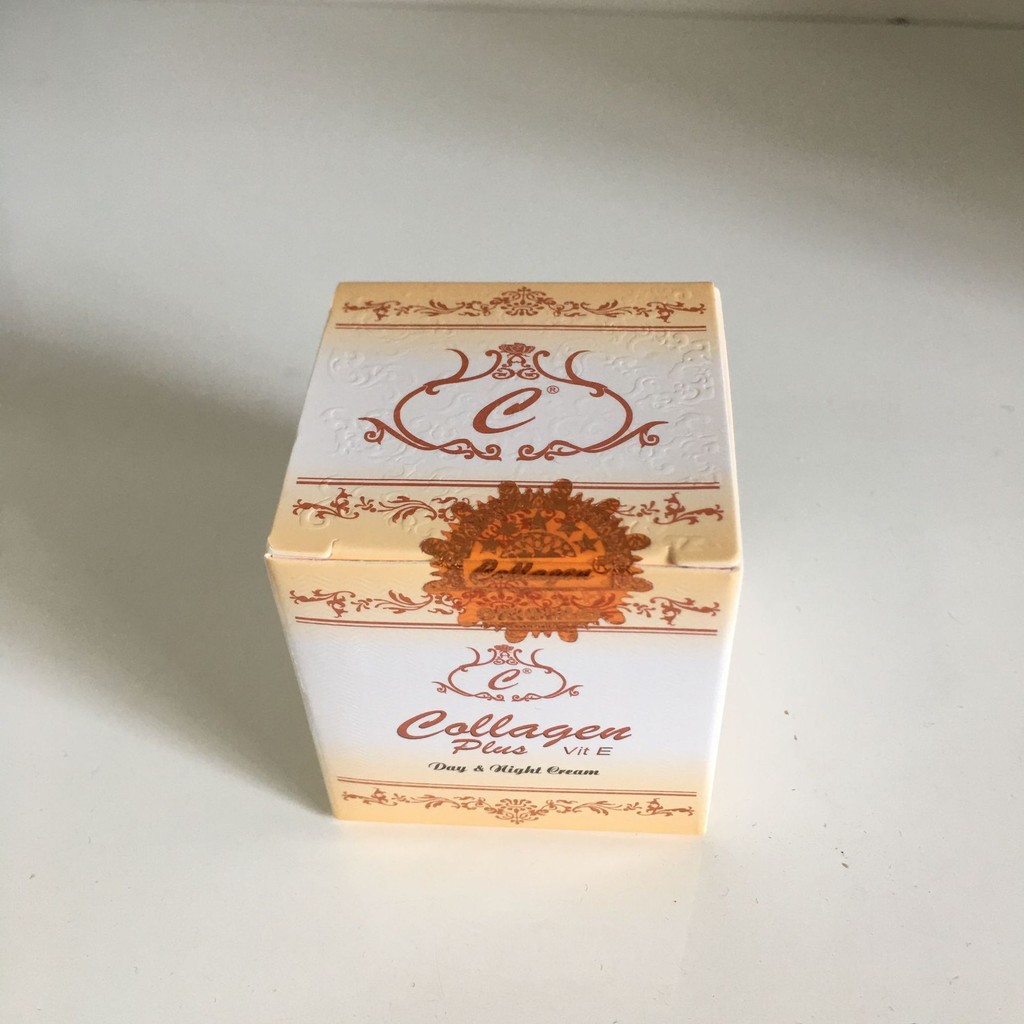 C®
Collagen
C®
Collagen
Plus Vit E
Day & Night Cream